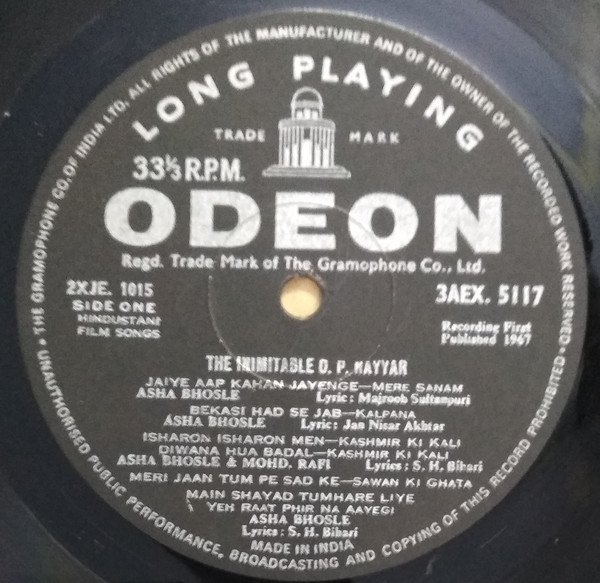 THE GRAMOPHONE CO. OF INDIA LTD. ALL RIGHTS OF THE MANUFACTURER AND OF THE OWNER OF THE RECORDED WORK RESERVED
UNAUTHORISED PUBLIC PERFORMANCE, BROADCASTING AND COPYING OF THIS RECORD PROHIBITED
LONG PLAYING
TRADE MARK
33⅓ R.P.M.
ODEON
Regd. Trade Mark of The Gramophone Co., Ltd.
2XJE. 1015
SIDE ONE
HINDUSTANI
FILM SONGS
3AEX. 5117
Recording First
Published 1967
THE INIMITABLE O. P. NAYYAR
JAIYE AAP KAHAN JAYENGE—MERE SANAM
ASHA BHOSLE Lyric: Majrooh Sultanpuri
BEKASI HAD SE JAB—KALPANA
ASHA BHOSLE Lyric: Jan Nisar Akhtar
ISHARON ISHARON MEN—KASHMIR KI KALI
DIWANA HUA BADAL—KASHMIR KI KALI
ASHA BHOSLE & MOHD. RAFI Lyrics: S. H. Bihari
MERI JAAN TUM PE SAD KE—SAWAN KI GHATA
MAIN SHAYAD TUMHARE LIYE
YEH RAAT PHIR NA AAYEGI
ASHA BHOSLE
Lyrics: S. H. Bihari
MADE IN INDIA